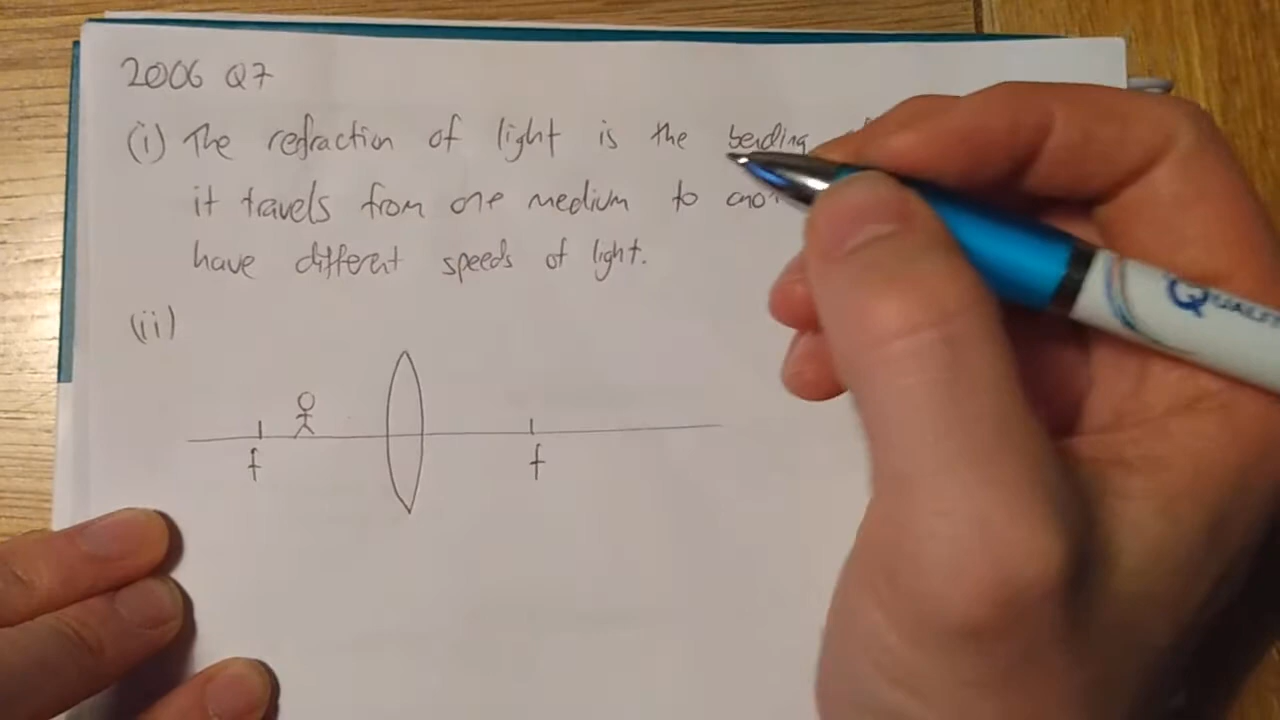 2006 Q7
(i) The refraction of light is the bending
it travels from one medium to
have different speeds of light.
(ii)
f f